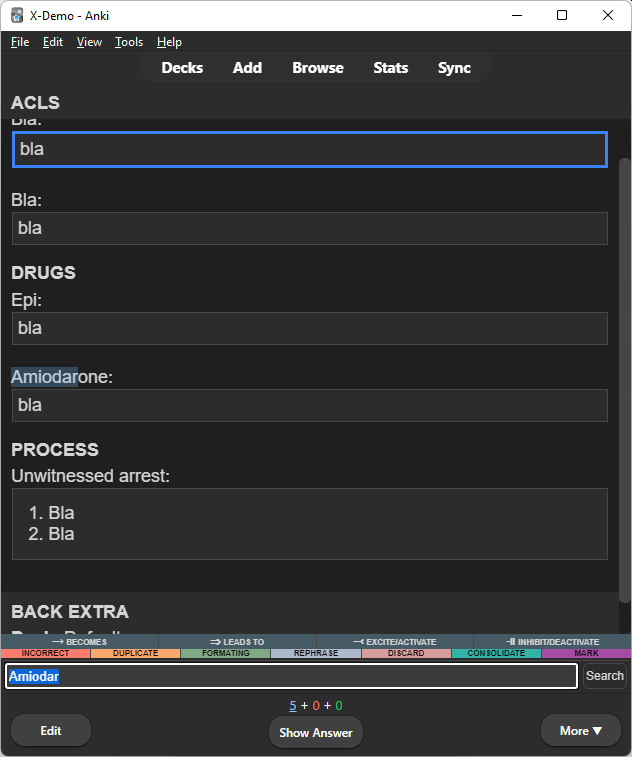 X-Demo - Anki
File Edit View Tools Help
Decks Add Browse Stats Sync
ACLS
Bla:
bla
Bla:
bla
DRUGS
Epi:
bla
Amiodarone:
bla
PROCESS
Unwitnessed arrest:
1. Bla
2. Bla
BACK EXTRA
→ BECOMES ⇒ LEADS TO ⤙ EXCITE/ACTIVATE ⫣ INHIBIT/DEACTIVATE
INCORRECT DUPLICATE FORMATING REPHRASE DISCARD CONSOLIDATE MARK
Amiodar Search
5 + 0 + 0
Edit Show Answer More ▼